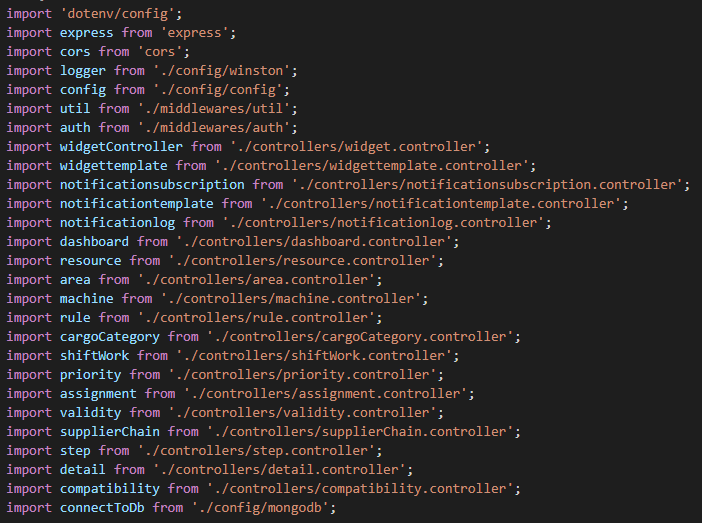 import 'dotenv/config';
import express from 'express';
import cors from 'cors';
import logger from './config/winston';
import config from './config/config';
import util from './middlewares/util';
import auth from './middlewares/auth';
import widgetController from './controllers/widget.controller';
import widgettemplate from './controllers/widgettemplate.controller';
import notificationsubscription from './controllers/notificationsubscription.controller';
import notificationtemplate from './controllers/notificationtemplate.controller';
import notificationlog from './controllers/notificationlog.controller';
import dashboard from './controllers/dashboard.controller';
import resource from './controllers/resource.controller';
import area from './controllers/area.controller';
import machine from './controllers/machine.controller';
import rule from './controllers/rule.controller';
import cargoCategory from './controllers/cargoCategory.controller';
import shiftWork from './controllers/shiftWork.controller';
import priority from './controllers/priority.controller';
import assignment from './controllers/assignment.controller';
import validity from './controllers/validity.controller';
import supplierChain from './controllers/supplierChain.controller';
import step from './controllers/step.controller';
import detail from './controllers/detail.controller';
import compatibility from './controllers/compatibility.controller';
import connectToDb from './config/mongodb';